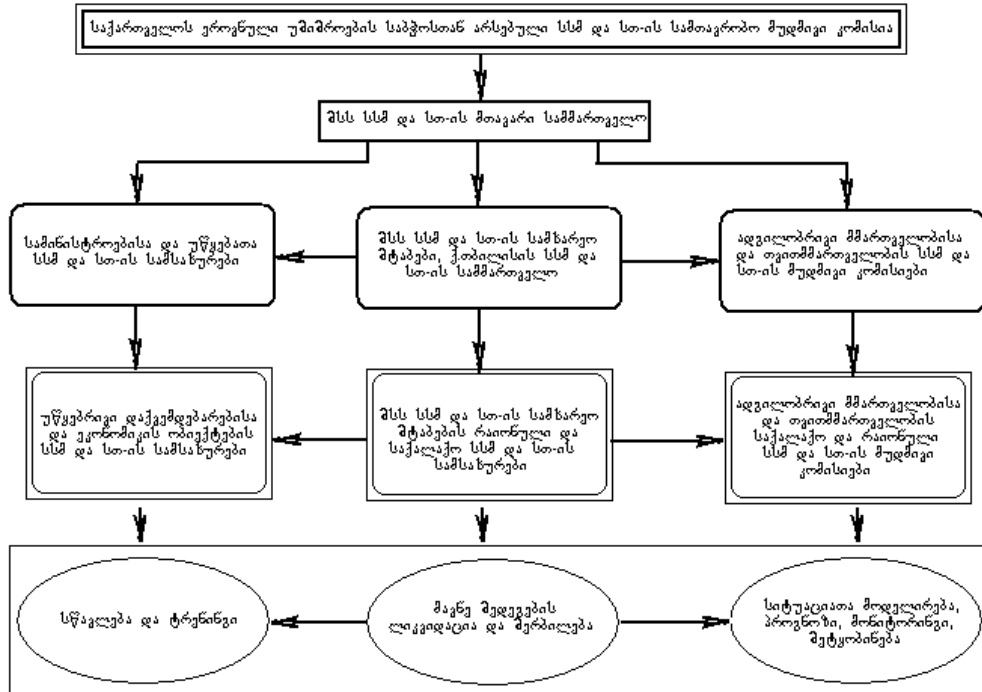 საქართველოს ეროვნული უშიშროების საბჭოსთან არსებული სსმ და სთ-ის სამთავრობო მუდმივი კომისია
შსს სსმ და სთ-ის მთავარი სამმართველო
სამინისტროებისა და უწყებათა
სსმ და სთ-ის სამსახურები
შსს სსმ და სთ-ის სამხარეო
შტაბები, ქ.თბილისის სსმ და
სთ-ის სამმართველო
ადგილობრივი მმართველობისა
და თვითმმართველობის სსმ და
სთ-ის მუდმივი კომისიები
უწყებრივი დაქვემდებარებისა
და ეკონომიკის ობიექტების
სსმ და სთ-ის სამსახურები
შსს სსმ და სთ-ის სამხარეო
შტაბების რაიონული და
საქალაქო სსმ და სთ-ის
სამსახურები
ადგილობრივი მმართველობისა
და თვითმმართველობის
საქალაქო და რაიონული
სსმ და სთ-ის მუდმივი
კომისიები
სწავლება და ტრენინგი
მავნე შედეგების
ლიკვიდაცია და შერბილება
სიტუაციათა მოდელირება,
პროგნოზი, მონიტორინგი,
შეტყობინება